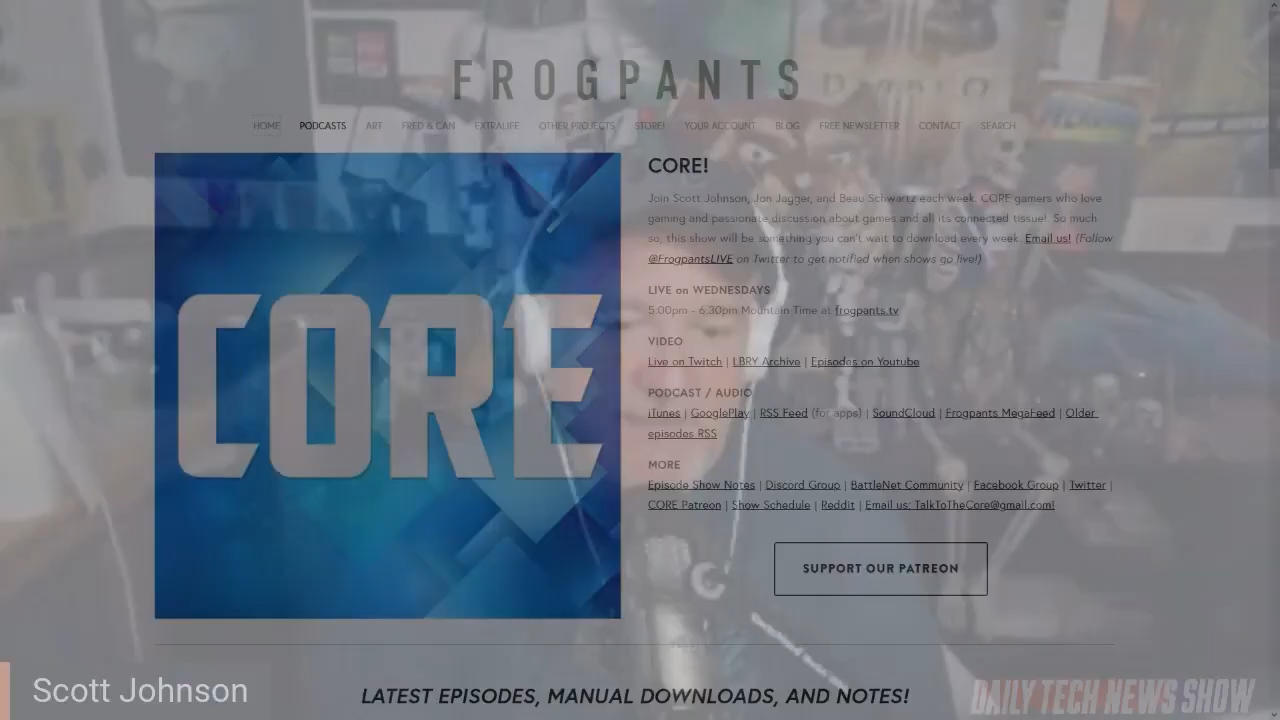 FROGPANTS
HOME PODCASTS ART FRED & CAN EXTRALIFE OTHER PROJECTS STORE! YOUR ACCOUNT BLOG FREE NEWSLETTER CONTACT SEARCH
CORE
CORE!
Join Scott Johnson, Jon Jagger, and Beau Schwartz each week. CORE gamers who love
gaming and passionate discussion about games and all its connected tissue!. So much
so, this show will be something you can't wait to download every week. Email us! (Follow
@FrogpantsLIVE on Twitter to get notified when shows go live!)
LIVE on WEDNESDAYS
5:00pm - 6:30pm Mountain Time at frogpants.tv
VIDEO
Live on Twitch | LBRY Archive | Episodes on Youtube
PODCAST / AUDIO
iTunes | GooglePlay | RSS Feed (for apps) | SoundCloud | Frogpants MegaFeed | Older
episodes RSS
MORE
Episode Show Notes | Discord Group | BattleNet Community | Facebook Group | Twitter |
CORE Patreon | Show Schedule | Reddit | Email us: TalkToTheCore@gmail.com!
SUPPORT OUR PATREON
LATEST EPISODES, MANUAL DOWNLOADS, AND NOTES!
Scott Johnson
DAILY TECH NEWS SHOW
DIABLO